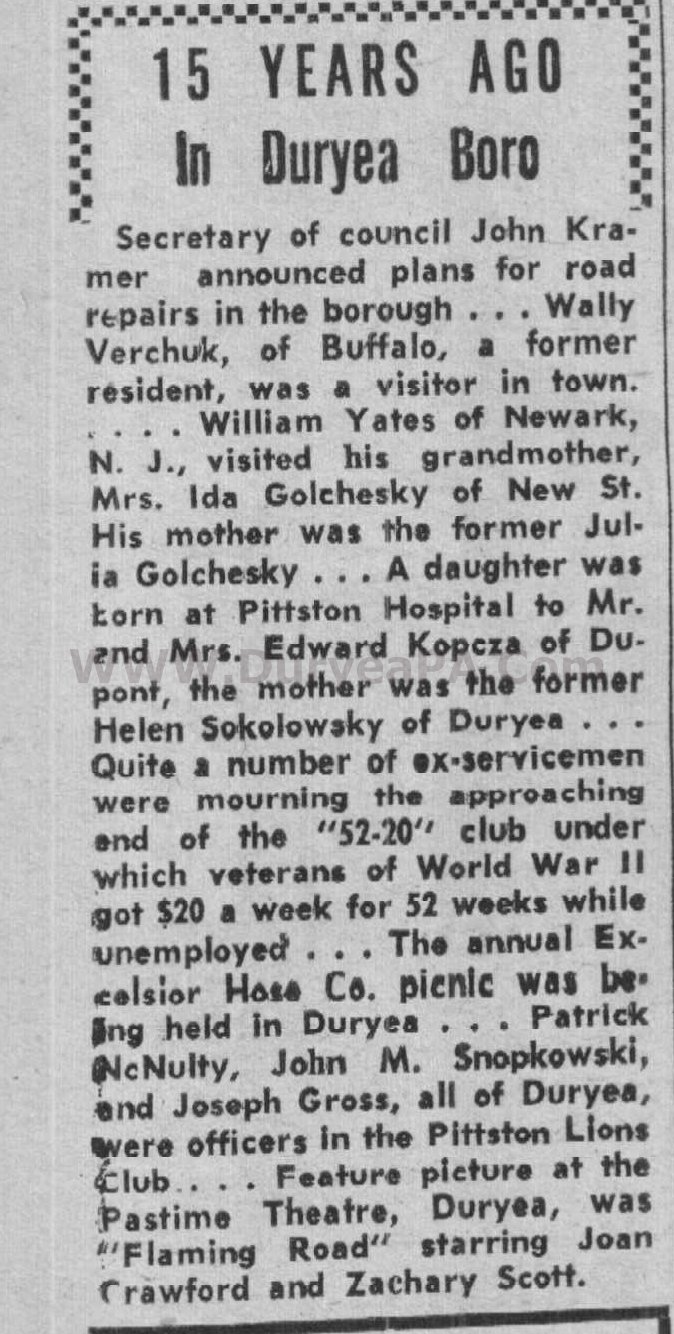 15 YEARS AGO
In Duryea Boro
Secretary of council John Kra-
mer announced plans for road
repairs in the borough . . . Wally
Verchuk, of Buffalo, a former
resident, was a visitor in town.
. . . . William Yates of Newark,
N. J., visited his grandmother,
Mrs. Ida Golchesky of New St.
His mother was the former Jul-
ia Golchesky . . . A daughter was
born at Pittston Hospital to Mr.
and Mrs. Edward Kopcza of Du-
www.DuryeaPA.Com
pont, the mother was the former
Helen Sokolowsky of Duryea . . .
Quite a number of ex-servicemen
were mourning the approaching
end of the "52-20" club under
which veterans of World War II
got $20 a week for 52 weeks while
unemployed . . . The annual Ex-
celsior Hose Co. picnic was be-
ing held in Duryea . . . Patrick
McNulty, John M. Snopkowski,
and Joseph Gross, all of Duryea,
were officers in the Pittston Lions
Club . . . Feature picture at the
Pastime Theatre, Duryea, was
"Flaming Road" starring Joan
Crawford and Zachary Scott.